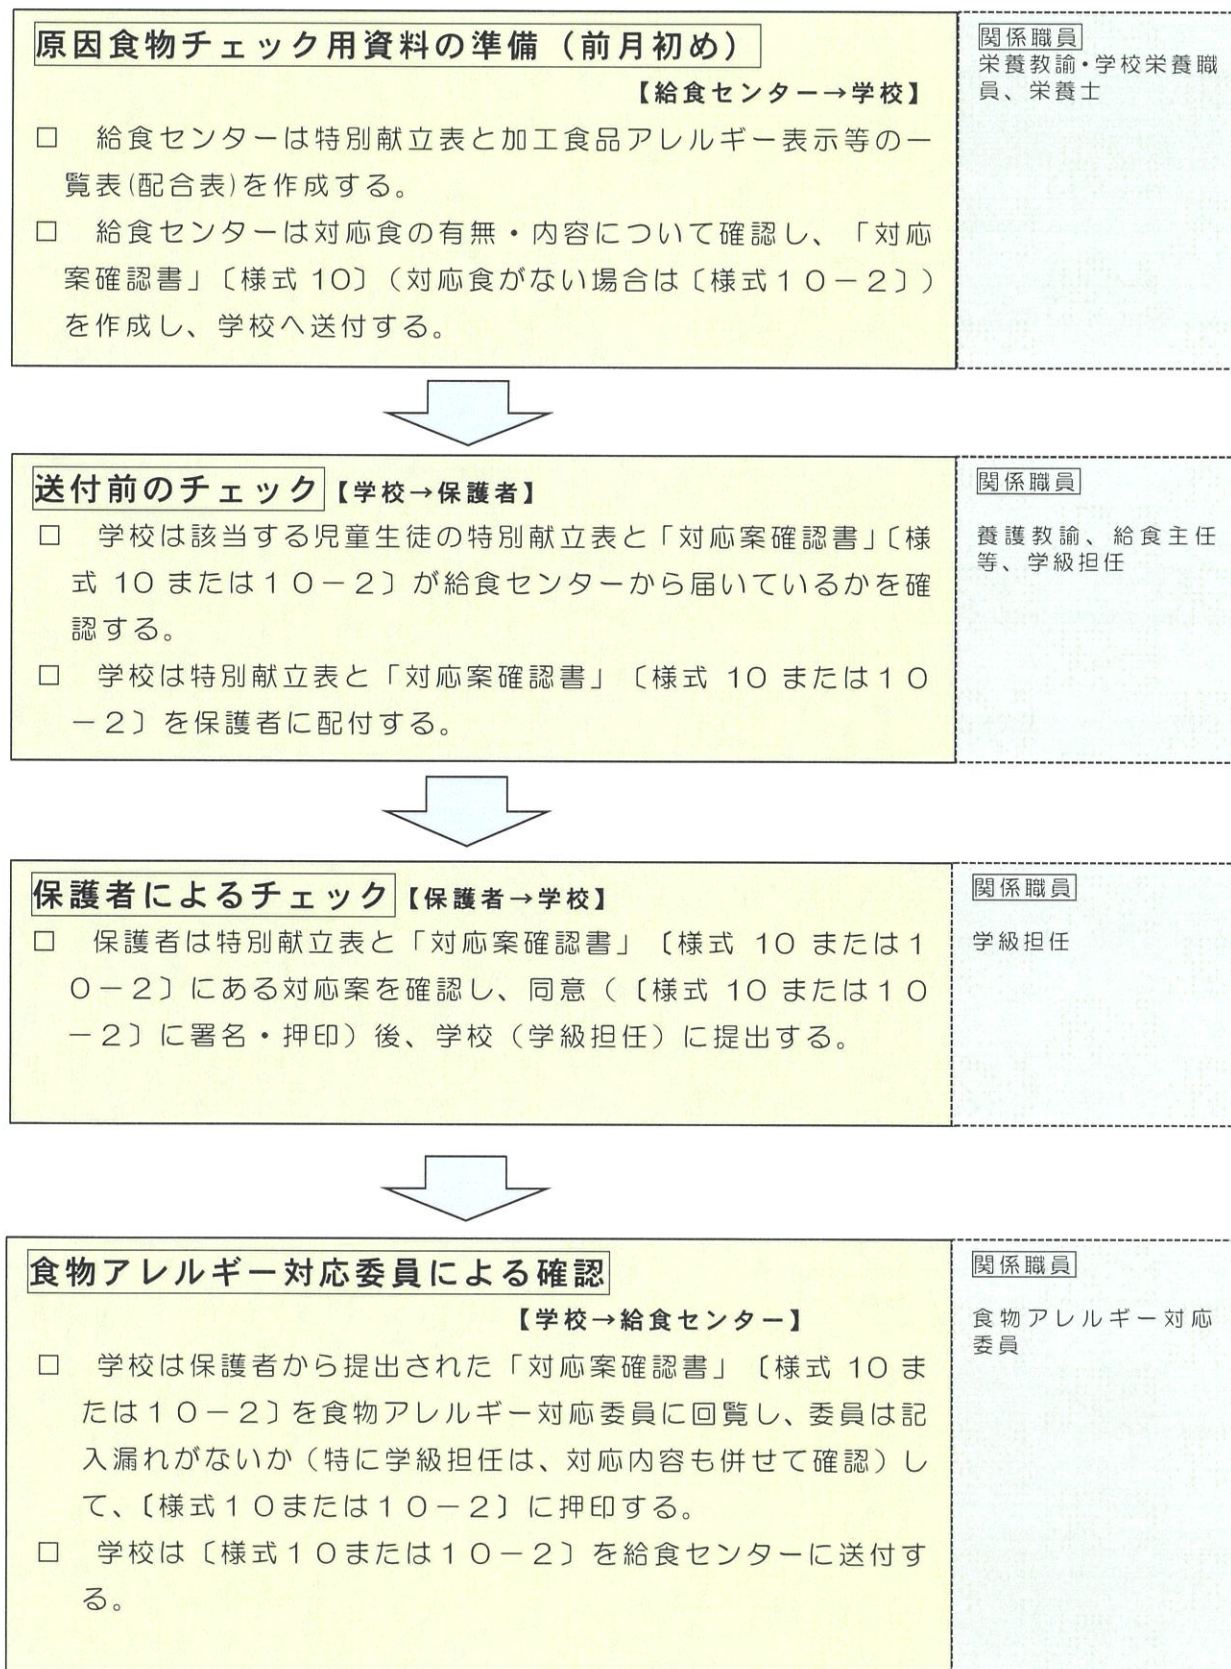 原因食物チェック用資料の準備（前月初め）
【給食センター→学校】
□　給食センターは特別献立表と加工食品アレルギー表示等の一
覧表(配合表)を作成する。
□　給食センターは対応食の有無・内容について確認し、「対応
案確認書」〔様式 10〕（対応食がない場合は〔様式１０－２〕）
を作成し、学校へ送付する。
関係職員
栄養教諭・学校栄養職
員、栄養士
送付前のチェック【学校→保護者】
□　学校は該当する児童生徒の特別献立表と「対応案確認書」〔様
式 10 または１０－２〕が給食センターから届いているかを確
認する。
□　学校は特別献立表と「対応案確認書」〔様式 10 または１０
－２〕を保護者に配付する。
関係職員
養護教諭、給食主任
等、学級担任
保護者によるチェック【保護者→学校】
□　保護者は特別献立表と「対応案確認書」〔様式 10 または１
０－２〕にある対応案を確認し、同意（〔様式 10 または１０
－２〕に署名・押印）後、学校（学級担任）に提出する。
関係職員
学級担任
食物アレルギー対応委員による確認
【学校→給食センター】
□　学校は保護者から提出された「対応案確認書」〔様式 10 ま
たは１０－２〕を食物アレルギー対応委員に回覧し、委員は記
入漏れがないか（特に学級担任は、対応内容も併せて確認）し
て、〔様式１０または１０－２〕に押印する。
□　学校は〔様式１０または１０－２〕を給食センターに送付す
る。
関係職員
食物アレルギー対応
委員